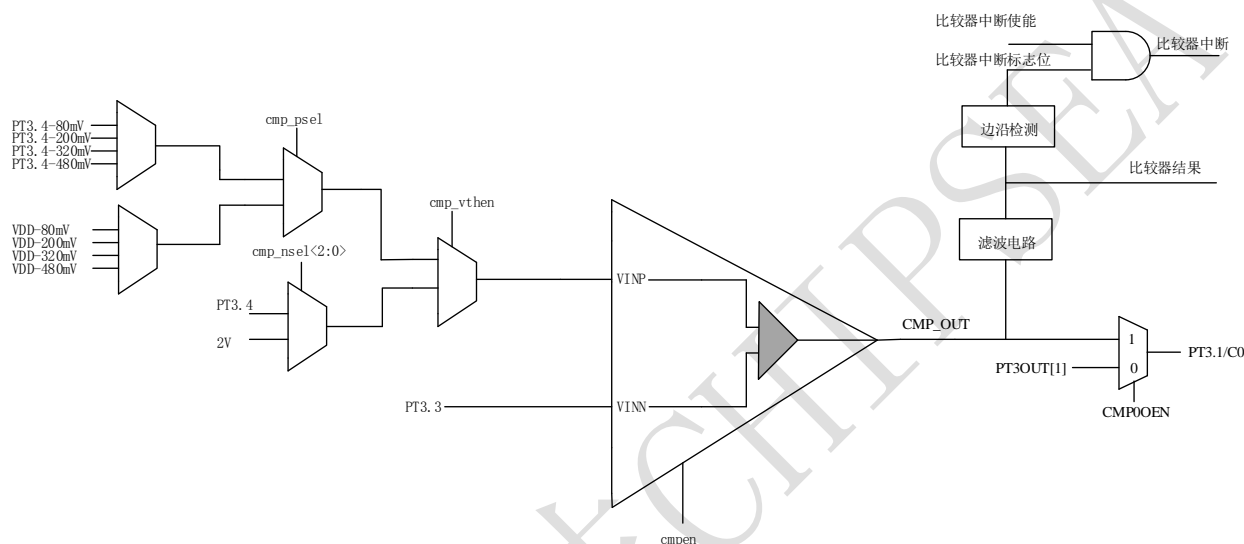 比较器中断使能
比较器中断
比较器中断标志位
cmp_psel
PT3.4-80mV
PT3.4-200mV
PT3.4-320mV
PT3.4-480mV
边沿检测
比较器结果
cmp_vthen
VDD-80mV
VDD-200mV
VDD-320mV
VDD-480mV
cmp_nsel<2:0>
滤波电路
PT3.4
2V
VINP
CMP_OUT
1
PT3.1/C0
PT3OUT[1]
0
PT3.3
VINN
CMP0OEN
cmpen
CHIPSEA